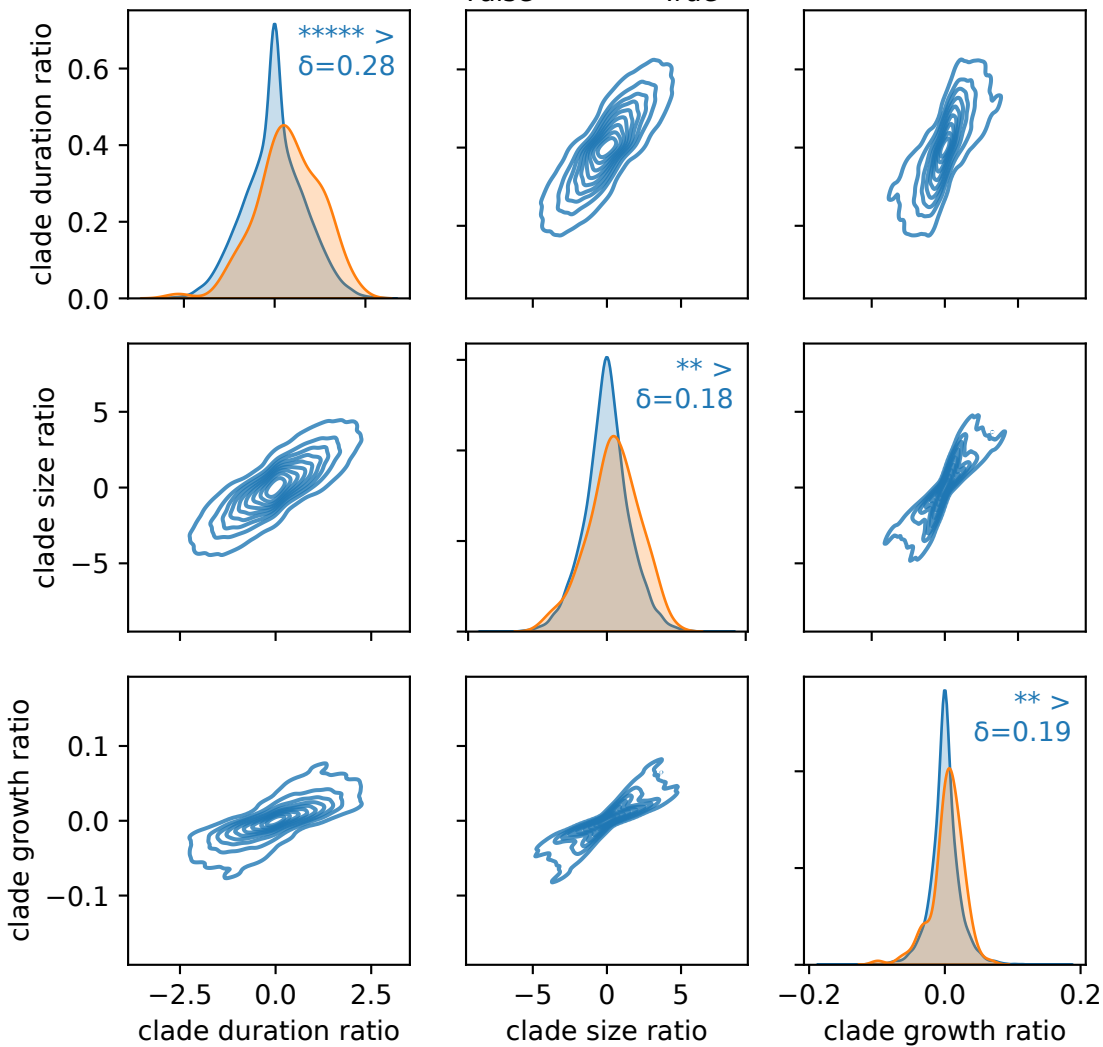 clade duration ratio
0.6
0.4
0.2
0.0
***** >
δ=0.28
clade size ratio
5
0
−5
** >
δ=0.18
clade growth ratio
0.1
0.0
−0.1
** >
δ=0.19
−2.5 0.0 2.5
−5 0 5
−0.2 0.0 0.2
clade duration ratio
clade size ratio
clade growth ratio